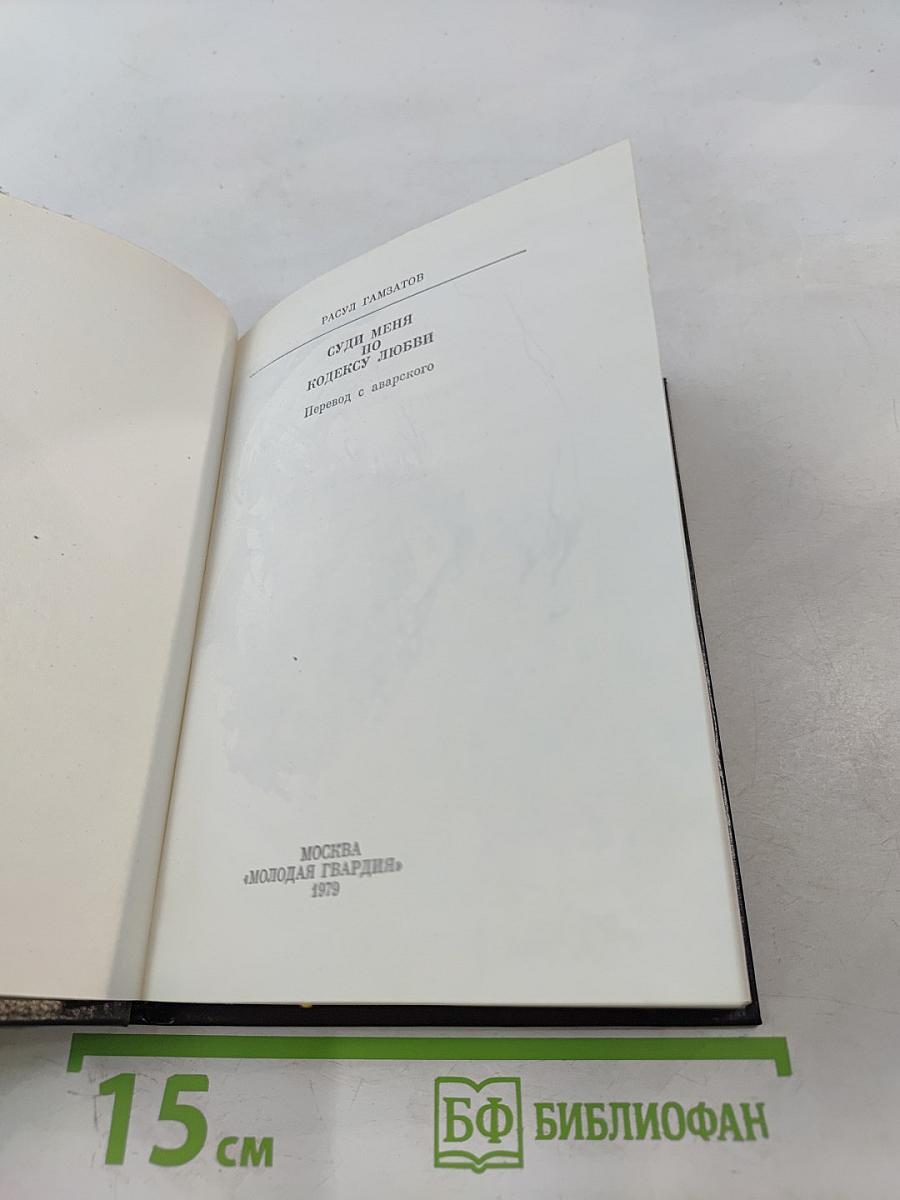 РАСУЛ ГАМЗАТОВ
СУДИ МЕНЯ
ПО
КОДЕКСУ ЛЮБВИ
Перевод с аварского
МОСКВА
«МОЛОДАЯ ГВАРДИЯ»
1979
15 см
БФ БИБЛИОФАН